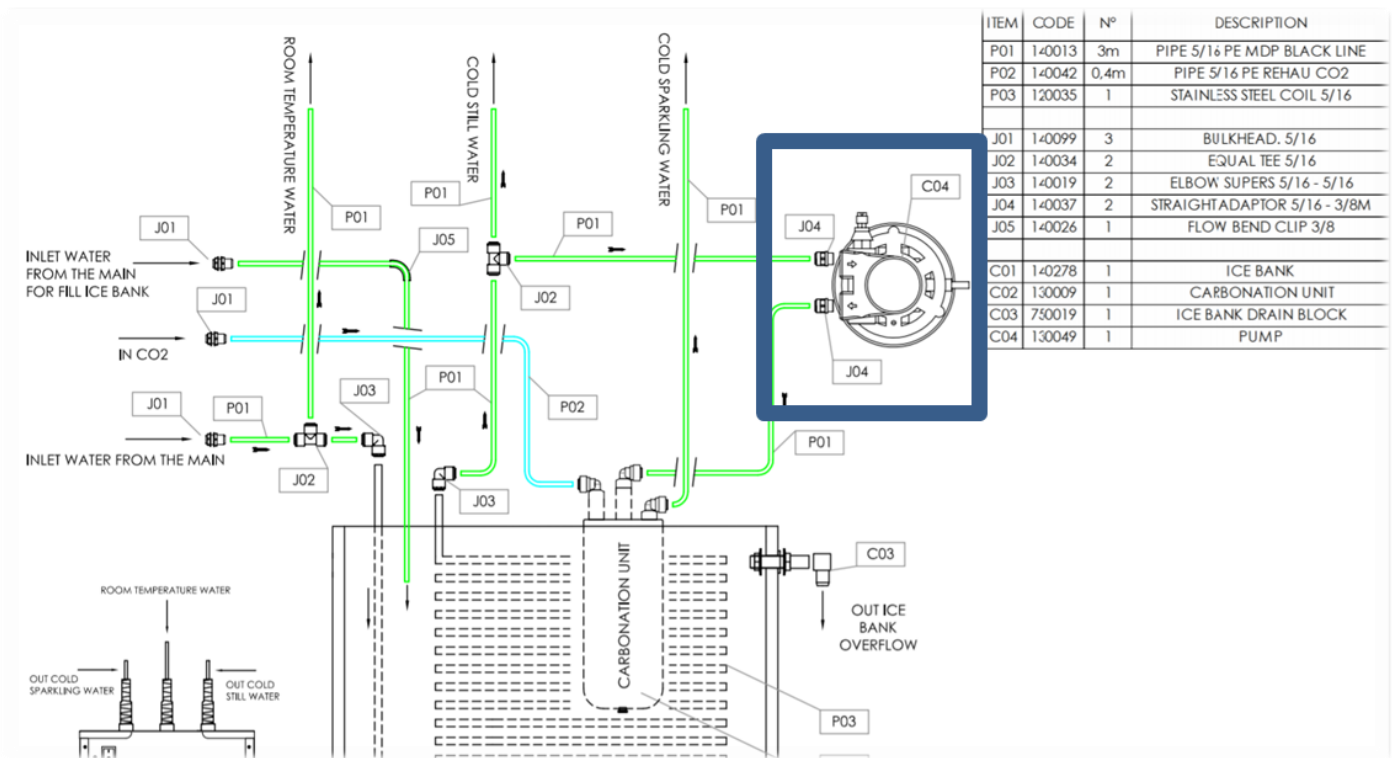 ITEM CODE N° DESCRIPTION
P01 140013 3m PIPE 5/16 PE MDP BLACK LINE
P02 140042 0,4m PIPE 5/16 PE REHAU CO2
P03 120035 1 STAINLESS STEEL COIL 5/16
J01 140099 3 BULKHEAD. 5/16
J02 140034 2 EQUAL TEE 5/16
J03 140019 2 ELBOW SUPERS 5/16 - 5/16
J04 140037 2 STRAIGHT ADAPTOR 5/16 - 3/8M
J05 140026 1 FLOW BEND CLIP 3/8
C01 140278 1 ICE BANK
C02 130009 1 CARBONATION UNIT
C03 750019 1 ICE BANK DRAIN BLOCK
C04 130049 1 PUMP
ROOM TEMPERATURE WATER
COLD STILL WATER
COLD SPARKLING WATER
P01
P01
P01
P01
C04
J04
J01
J05
INLET WATER
FROM THE MAIN
FOR FILL ICE BANK
J01
J02
IN CO2
J04
J01
P01
J03
P01
P02
INLET WATER FROM THE MAIN
J02
J03
P01
CARBONATION UNIT
C03
OUT ICE
BANK
OVERFLOW
ROOM TEMPERATURE WATER
OUT COLD
SPARKLING WATER
OUT COLD
STILL WATER
P03